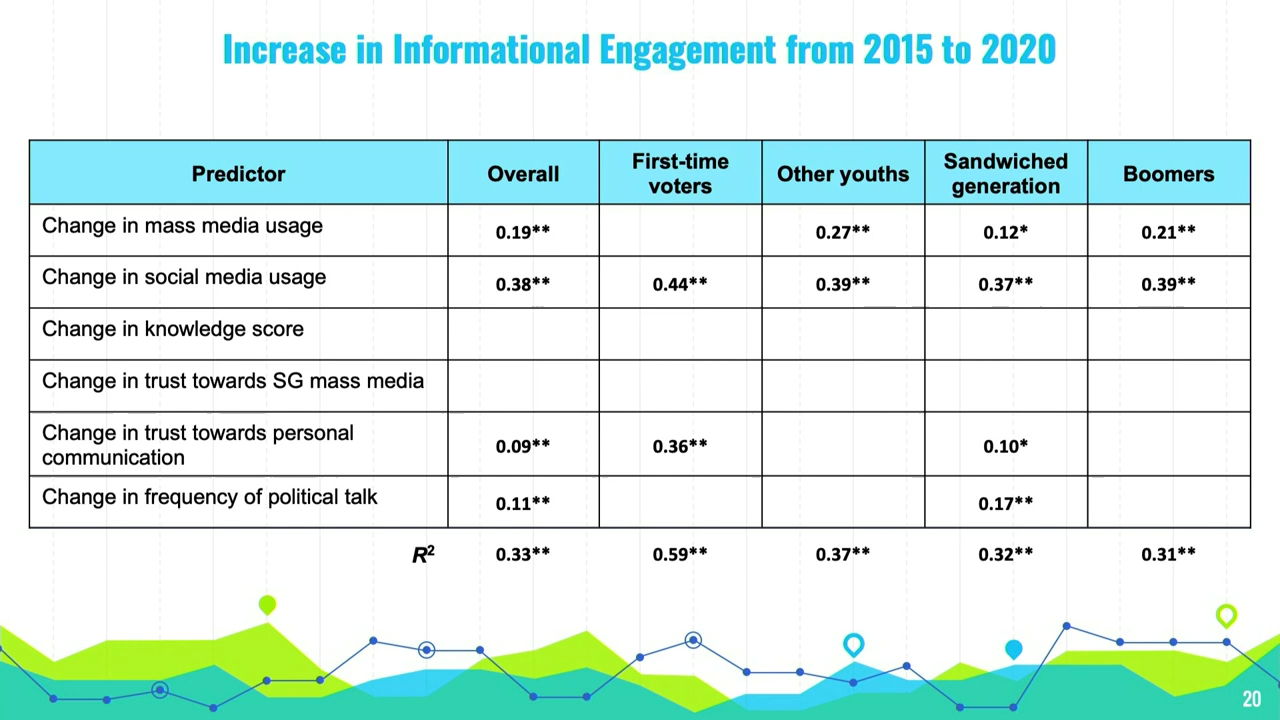 Increase in Informational Engagement from 2015 to 2020
Predictor Overall First-time voters Other youths Sandwiched generation Boomers
Change in mass media usage 0.19** 0.27** 0.12* 0.21**
Change in social media usage 0.38** 0.44** 0.39** 0.37** 0.39**
Change in knowledge score
Change in trust towards SG mass media
Change in trust towards personal communication 0.09** 0.36** 0.10*
Change in frequency of political talk 0.11** 0.17**
R² 0.33** 0.59** 0.37** 0.32** 0.31**
20